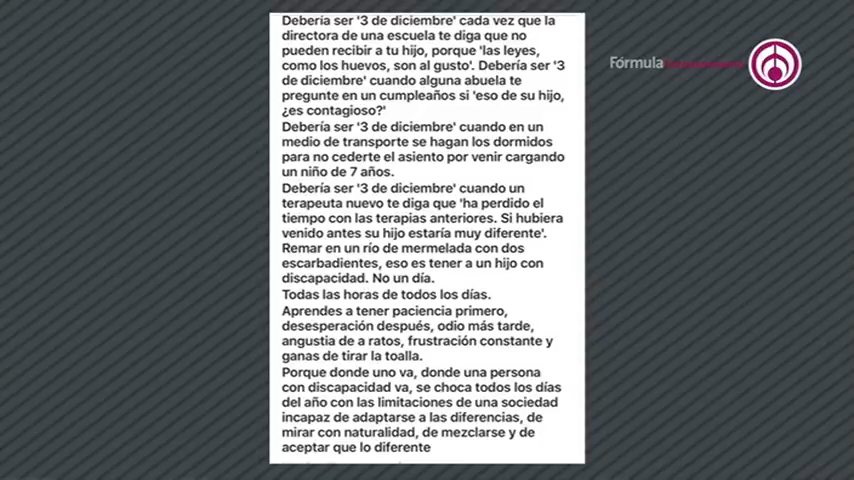 Debería ser '3 de diciembre' cada vez que la
directora de una escuela te diga que no
pueden recibir a tu hijo, porque 'las leyes,
como los huevos, son al gusto'. Debería ser '3
de diciembre' cuando alguna abuela te
pregunte en un cumpleaños si 'eso de su hijo,
¿es contagioso?'
Debería ser '3 de diciembre' cuando en un
medio de transporte se hagan los dormidos
para no cederte el asiento por venir cargando
un niño de 7 años.
Debería ser '3 de diciembre' cuando un
terapeuta nuevo te diga que 'ha perdido el
tiempo con las terapias anteriores. Si hubiera
venido antes su hijo estaría muy diferente'.
Remar en un río de mermelada con dos
escarbadientes, eso es tener a un hijo con
discapacidad. No un día.
Todas las horas de todos los días.
Aprendes a tener paciencia primero,
desesperación después, odio más tarde,
angustia de a ratos, frustración constante y
ganas de tirar la toalla.
Porque donde uno va, donde una persona
con discapacidad va, se choca todos los días
del año con las limitaciones de una sociedad
incapaz de adaptarse a las diferencias, de
mirar con naturalidad, de mezclarse y de
aceptar que lo diferente
Fórmula